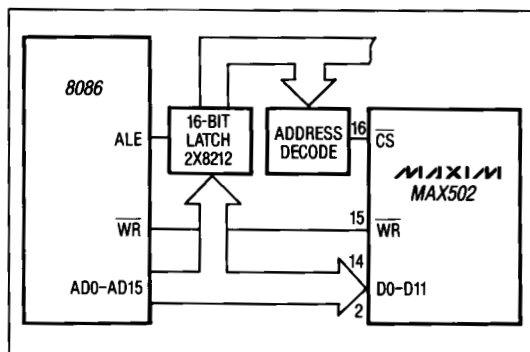 8086
ALE
16-BIT
LATCH
2X8212
ADDRESS
DECODE
16
CS
MAXIM
MAX502
WR
15
WR
AD0-AD15
14
D0-D11
2